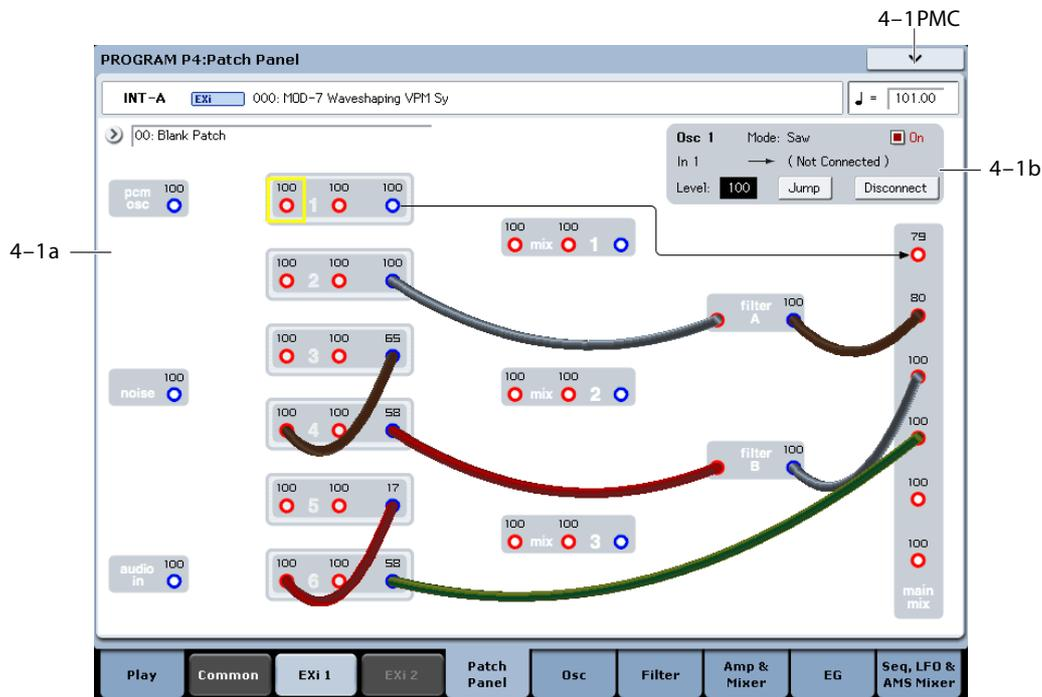 4–1PMC
PROGRAM P4:Patch Panel
INT-A EXi 000: MOD-7 Waveshaping VPM Sy ♩ = 101.00
00: Blank Patch
Osc 1 Mode: Saw On
In 1 → ( Not Connected )
Level: 100 Jump Disconnect
4–1b
4–1a
pcm osc 100
100 1 100 100
100 mix 100 1
79
100 2 100 100
filter A 100
80
100 3 100 65
100
noise 100
100 mix 100 2
100 4 100 58
100
filter B 100
100 5 100 17
100
100 mix 100 3
audio in 100
100 6 100 58
100
main mix
Play Common EXi 1 EXi 2 Patch Panel Osc Filter Amp & Mixer EG Seq, LFO & AMS Mixer